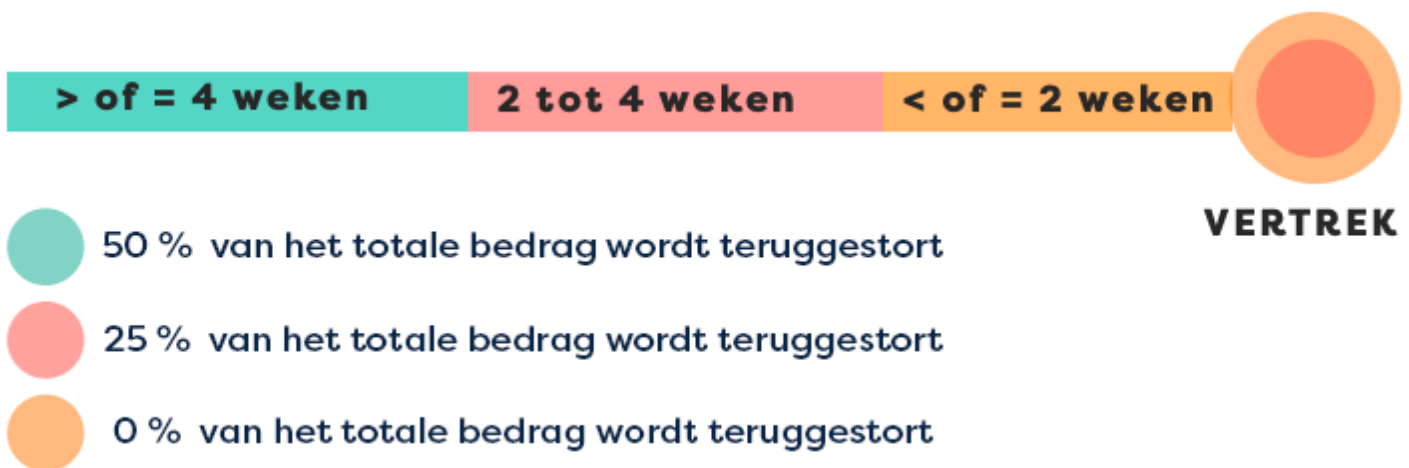 > of = 4 weken 2 tot 4 weken < of = 2 weken
VERTREK
50 % van het totale bedrag wordt teruggestort
25 % van het totale bedrag wordt teruggestort
0 % van het totale bedrag wordt teruggestort